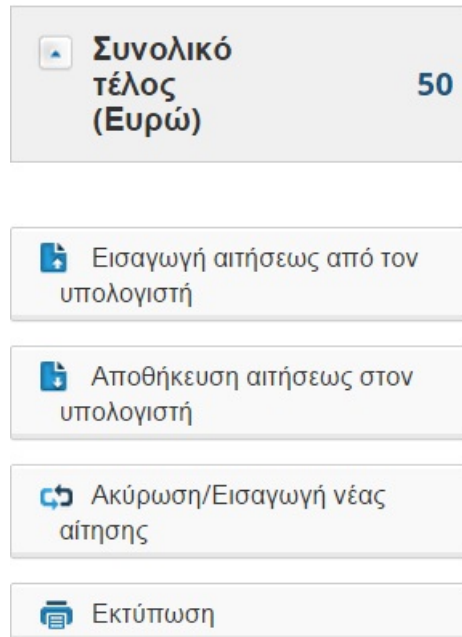 Συνολικό
τέλος
(Ευρώ)
50
Εισαγωγή αιτήσεως από τον
υπολογιστή
Αποθήκευση αιτήσεως στον
υπολογιστή
Ακύρωση/Εισαγωγή νέας
αίτησης
Εκτύπωση